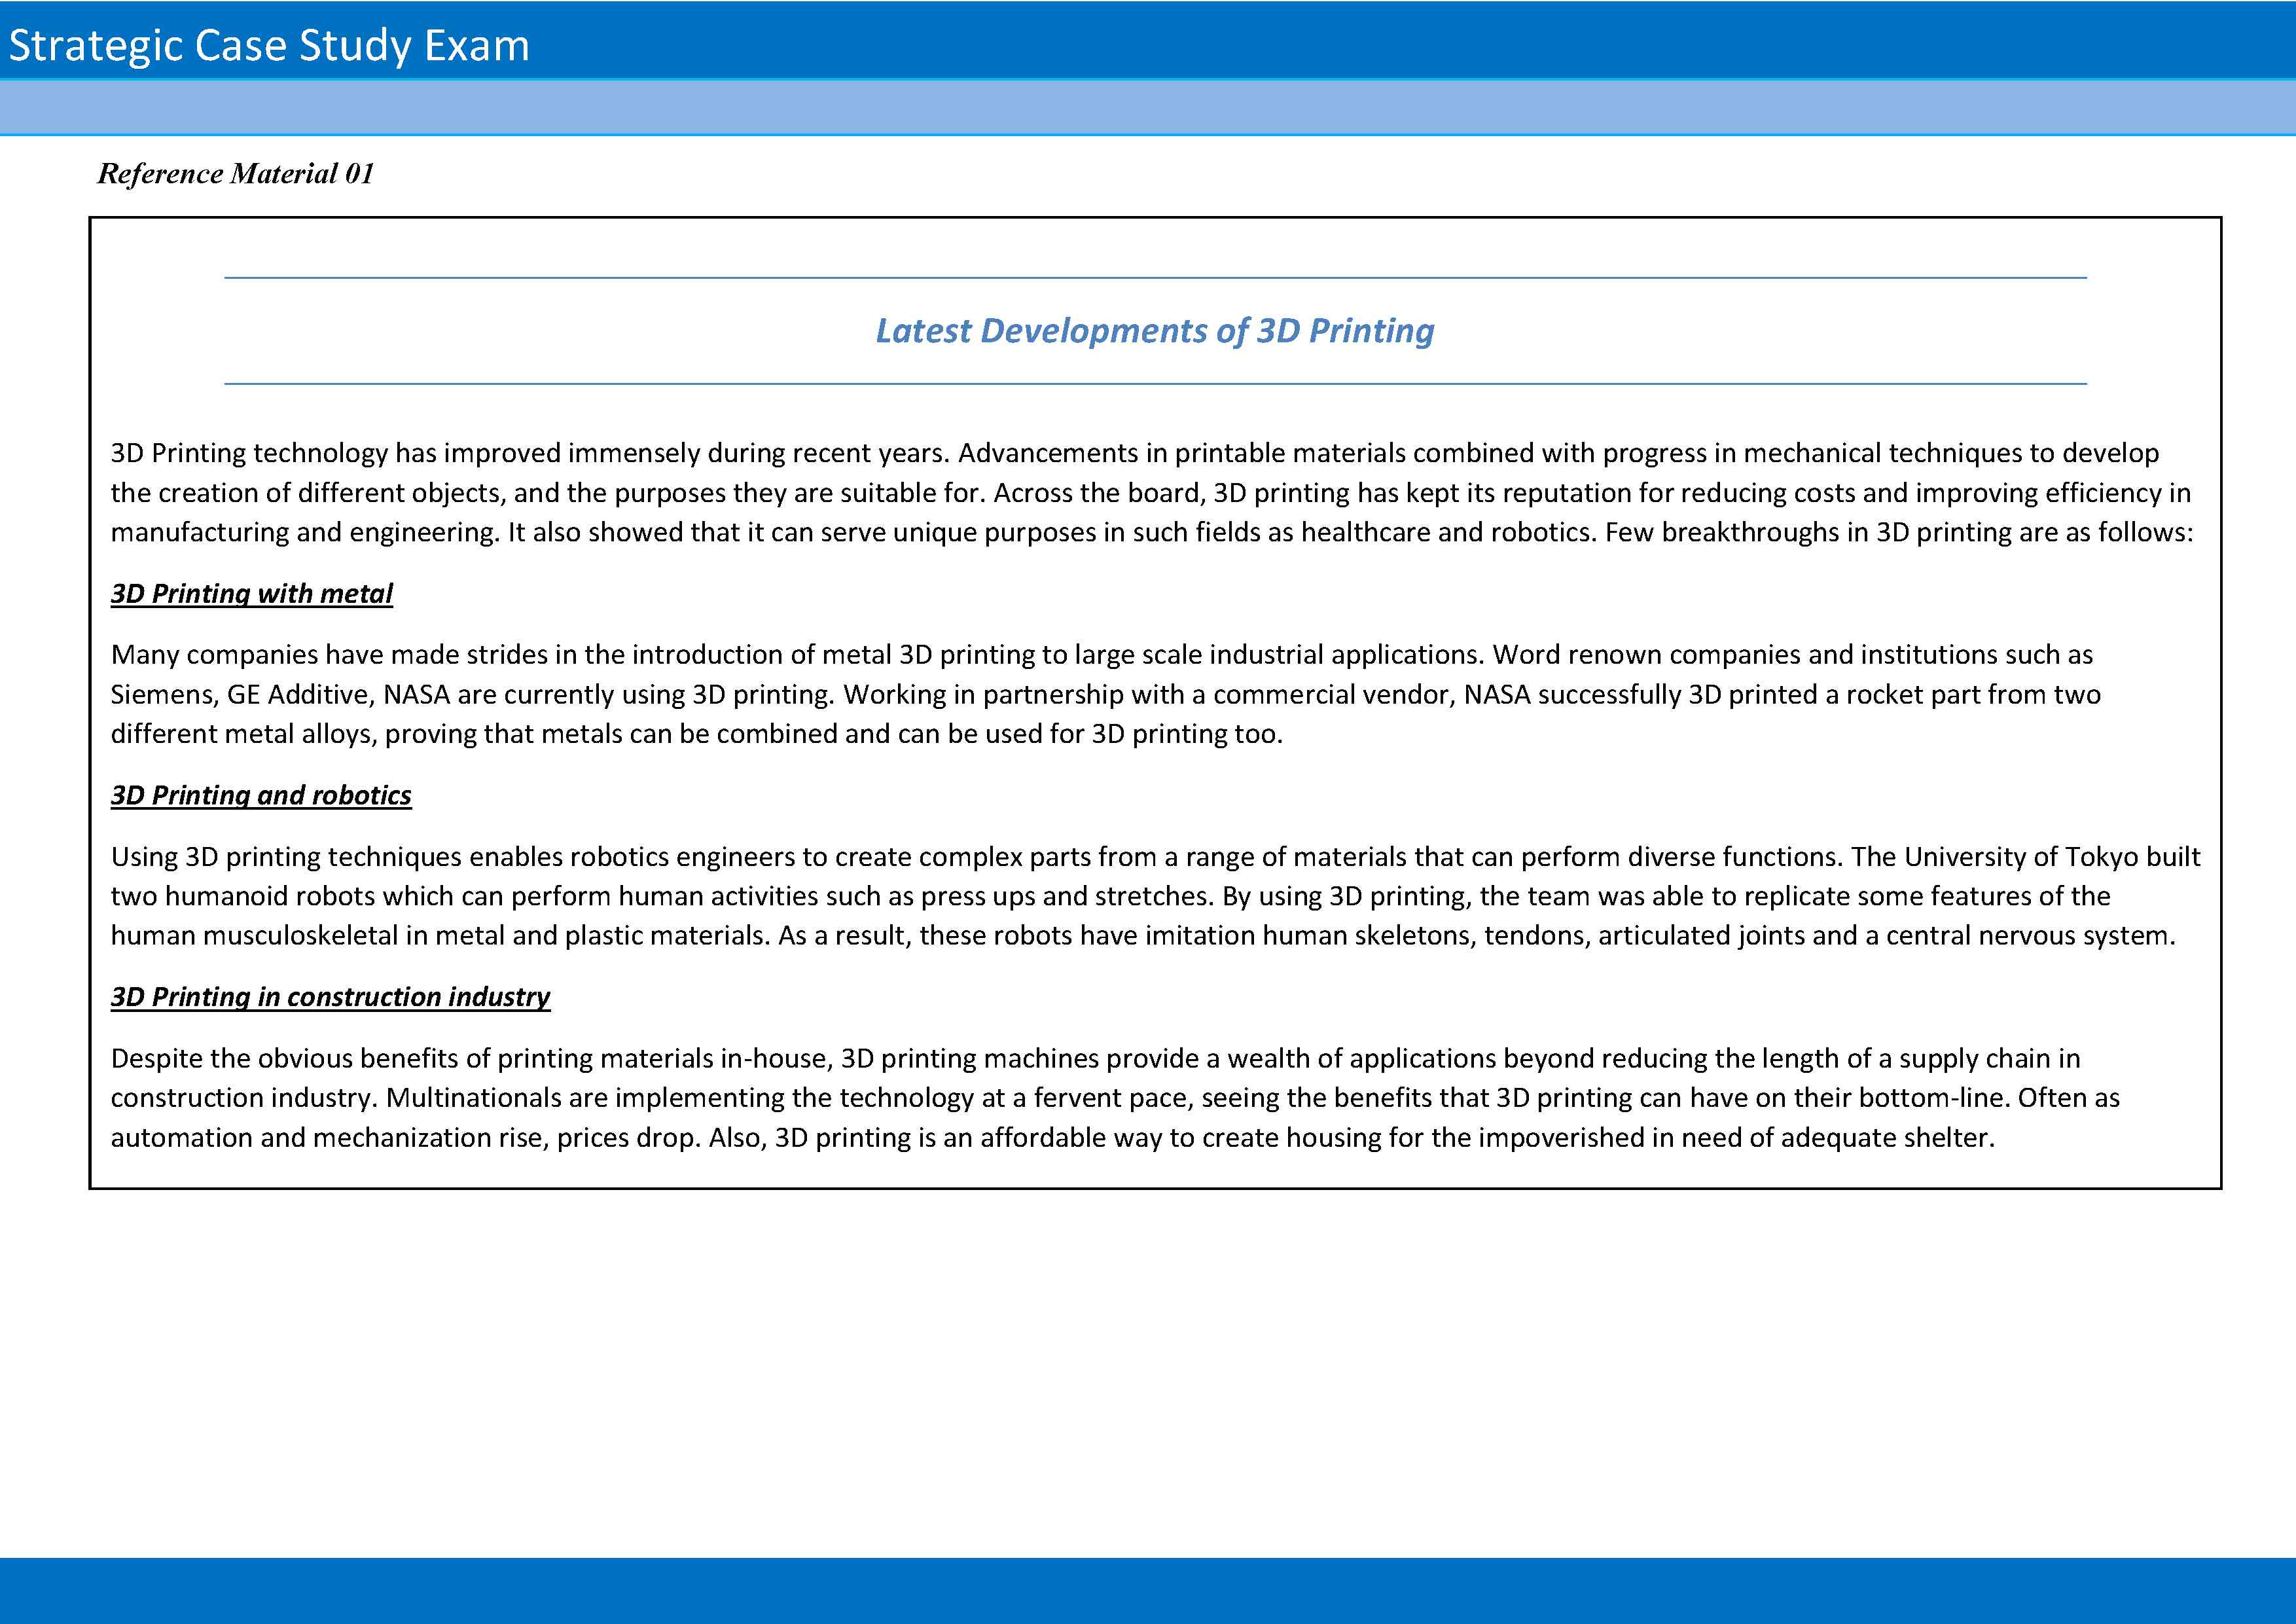 Strategic Case Study Exam
Reference Material 01
Latest Developments of 3D Printing
3D Printing technology has improved immensely during recent years. Advancements in printable materials combined with progress in mechanical techniques to develop
the creation of different objects, and the purposes they are suitable for. Across the board, 3D printing has kept its reputation for reducing costs and improving efficiency in
manufacturing and engineering. It also showed that it can serve unique purposes in such fields as healthcare and robotics. Few breakthroughs in 3D printing are as follows:
3D Printing with metal
Many companies have made strides in the introduction of metal 3D printing to large scale industrial applications. Word renown companies and institutions such as
Siemens, GE Additive, NASA are currently using 3D printing. Working in partnership with a commercial vendor, NASA successfully 3D printed a rocket part from two
different metal alloys, proving that metals can be combined and can be used for 3D printing too.
3D Printing and robotics
Using 3D printing techniques enables robotics engineers to create complex parts from a range of materials that can perform diverse functions. The University of Tokyo built
two humanoid robots which can perform human activities such as press ups and stretches. By using 3D printing, the team was able to replicate some features of the
human musculoskeletal in metal and plastic materials. As a result, these robots have imitation human skeletons, tendons, articulated joints and a central nervous system.
3D Printing in construction industry
Despite the obvious benefits of printing materials in-house, 3D printing machines provide a wealth of applications beyond reducing the length of a supply chain in
construction industry. Multinationals are implementing the technology at a fervent pace, seeing the benefits that 3D printing can have on their bottom-line. Often as
automation and mechanization rise, prices drop. Also, 3D printing is an affordable way to create housing for the impoverished in need of adequate shelter.